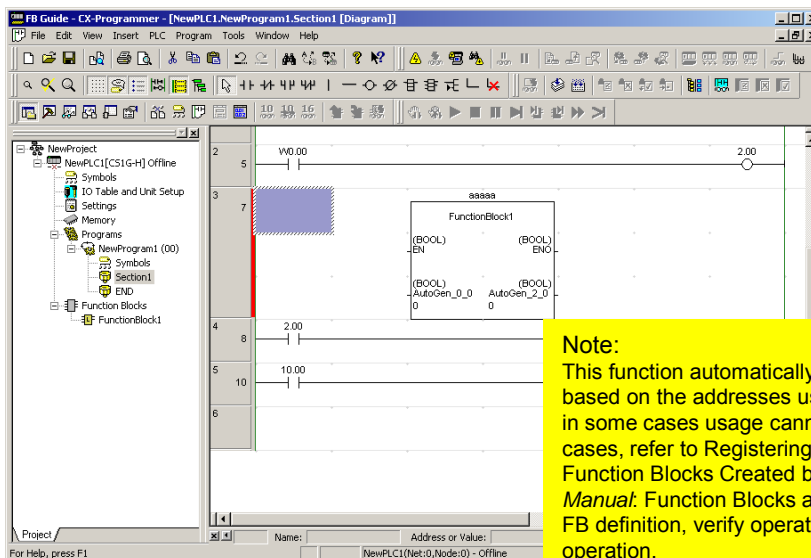 FB Guide - CX-Programmer - [NewPLC1.NewProgram1.Section1 [Diagram]]
File Edit View Insert PLC Program Tools Window Help
10 10 16
NewProject
NewPLC1[CS1G-H] Offline
Symbols
IO Table and Unit Setup
Settings
Memory
Programs
NewProgram1 (00)
Symbols
Section1
END
Function Blocks
FunctionBlock1
Project
2
5
W0.00
2.00
3
7
aaaaa
FunctionBlock1
(BOOL) (BOOL)
EN ENO
(BOOL) (BOOL)
AutoGen_0_0 AutoGen_2_0
0 0
4
8
2.00
5
10
10.00
6
Name: Address or Value:
For Help, press F1
NewPLC1(Net:0,Node:0) - Offline
Note:
This function automatically
based on the addresses us
in some cases usage cann
cases, refer to Registering
Function Blocks Created b
Manual: Function Blocks a
FB definition, verify operat
operation.